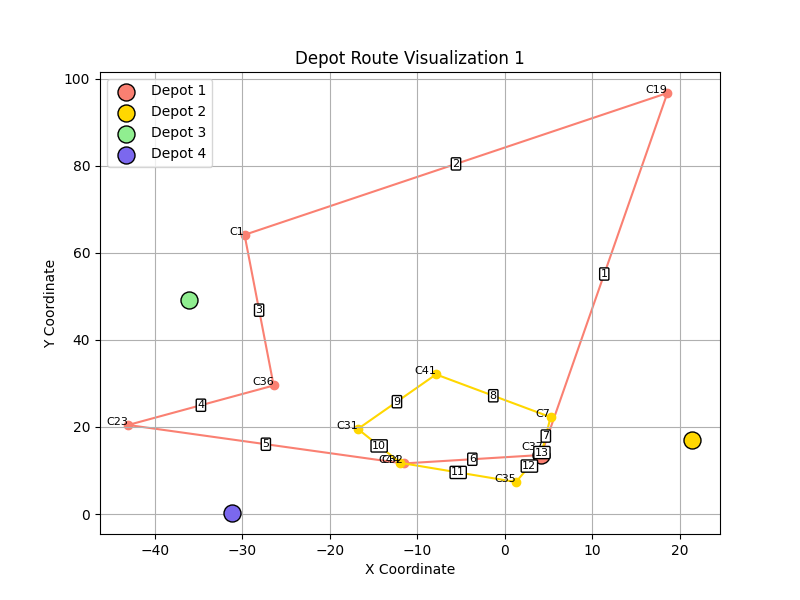 Depot Route Visualization 1
Depot 1
Depot 2
Depot 3
Depot 4
Y Coordinate
100
80
60
40
20
0
−40
−30
−20
−10
0
10
20
X Coordinate
C19
2
C1
1
3
C41
C36
8
4
9
C7
C23
C31
7
5
10
13
6
12
11
C35